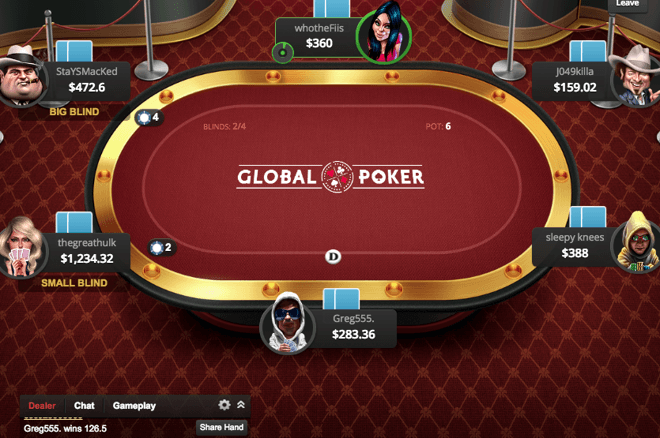 Leave
whotheFiis
$360
StaYSMacKed
$472.6
BIG BLIND
J049killa
$159.02
4
BLINDS: 2/4
POT: 6
GLOBAL POKER
thegreathulk
$1,234.32
SMALL BLIND
2
sleepy knees
$388
D
Greg555.
$283.36
Dealer Chat Gameplay
Greg555. wins 126.5
Share Hand